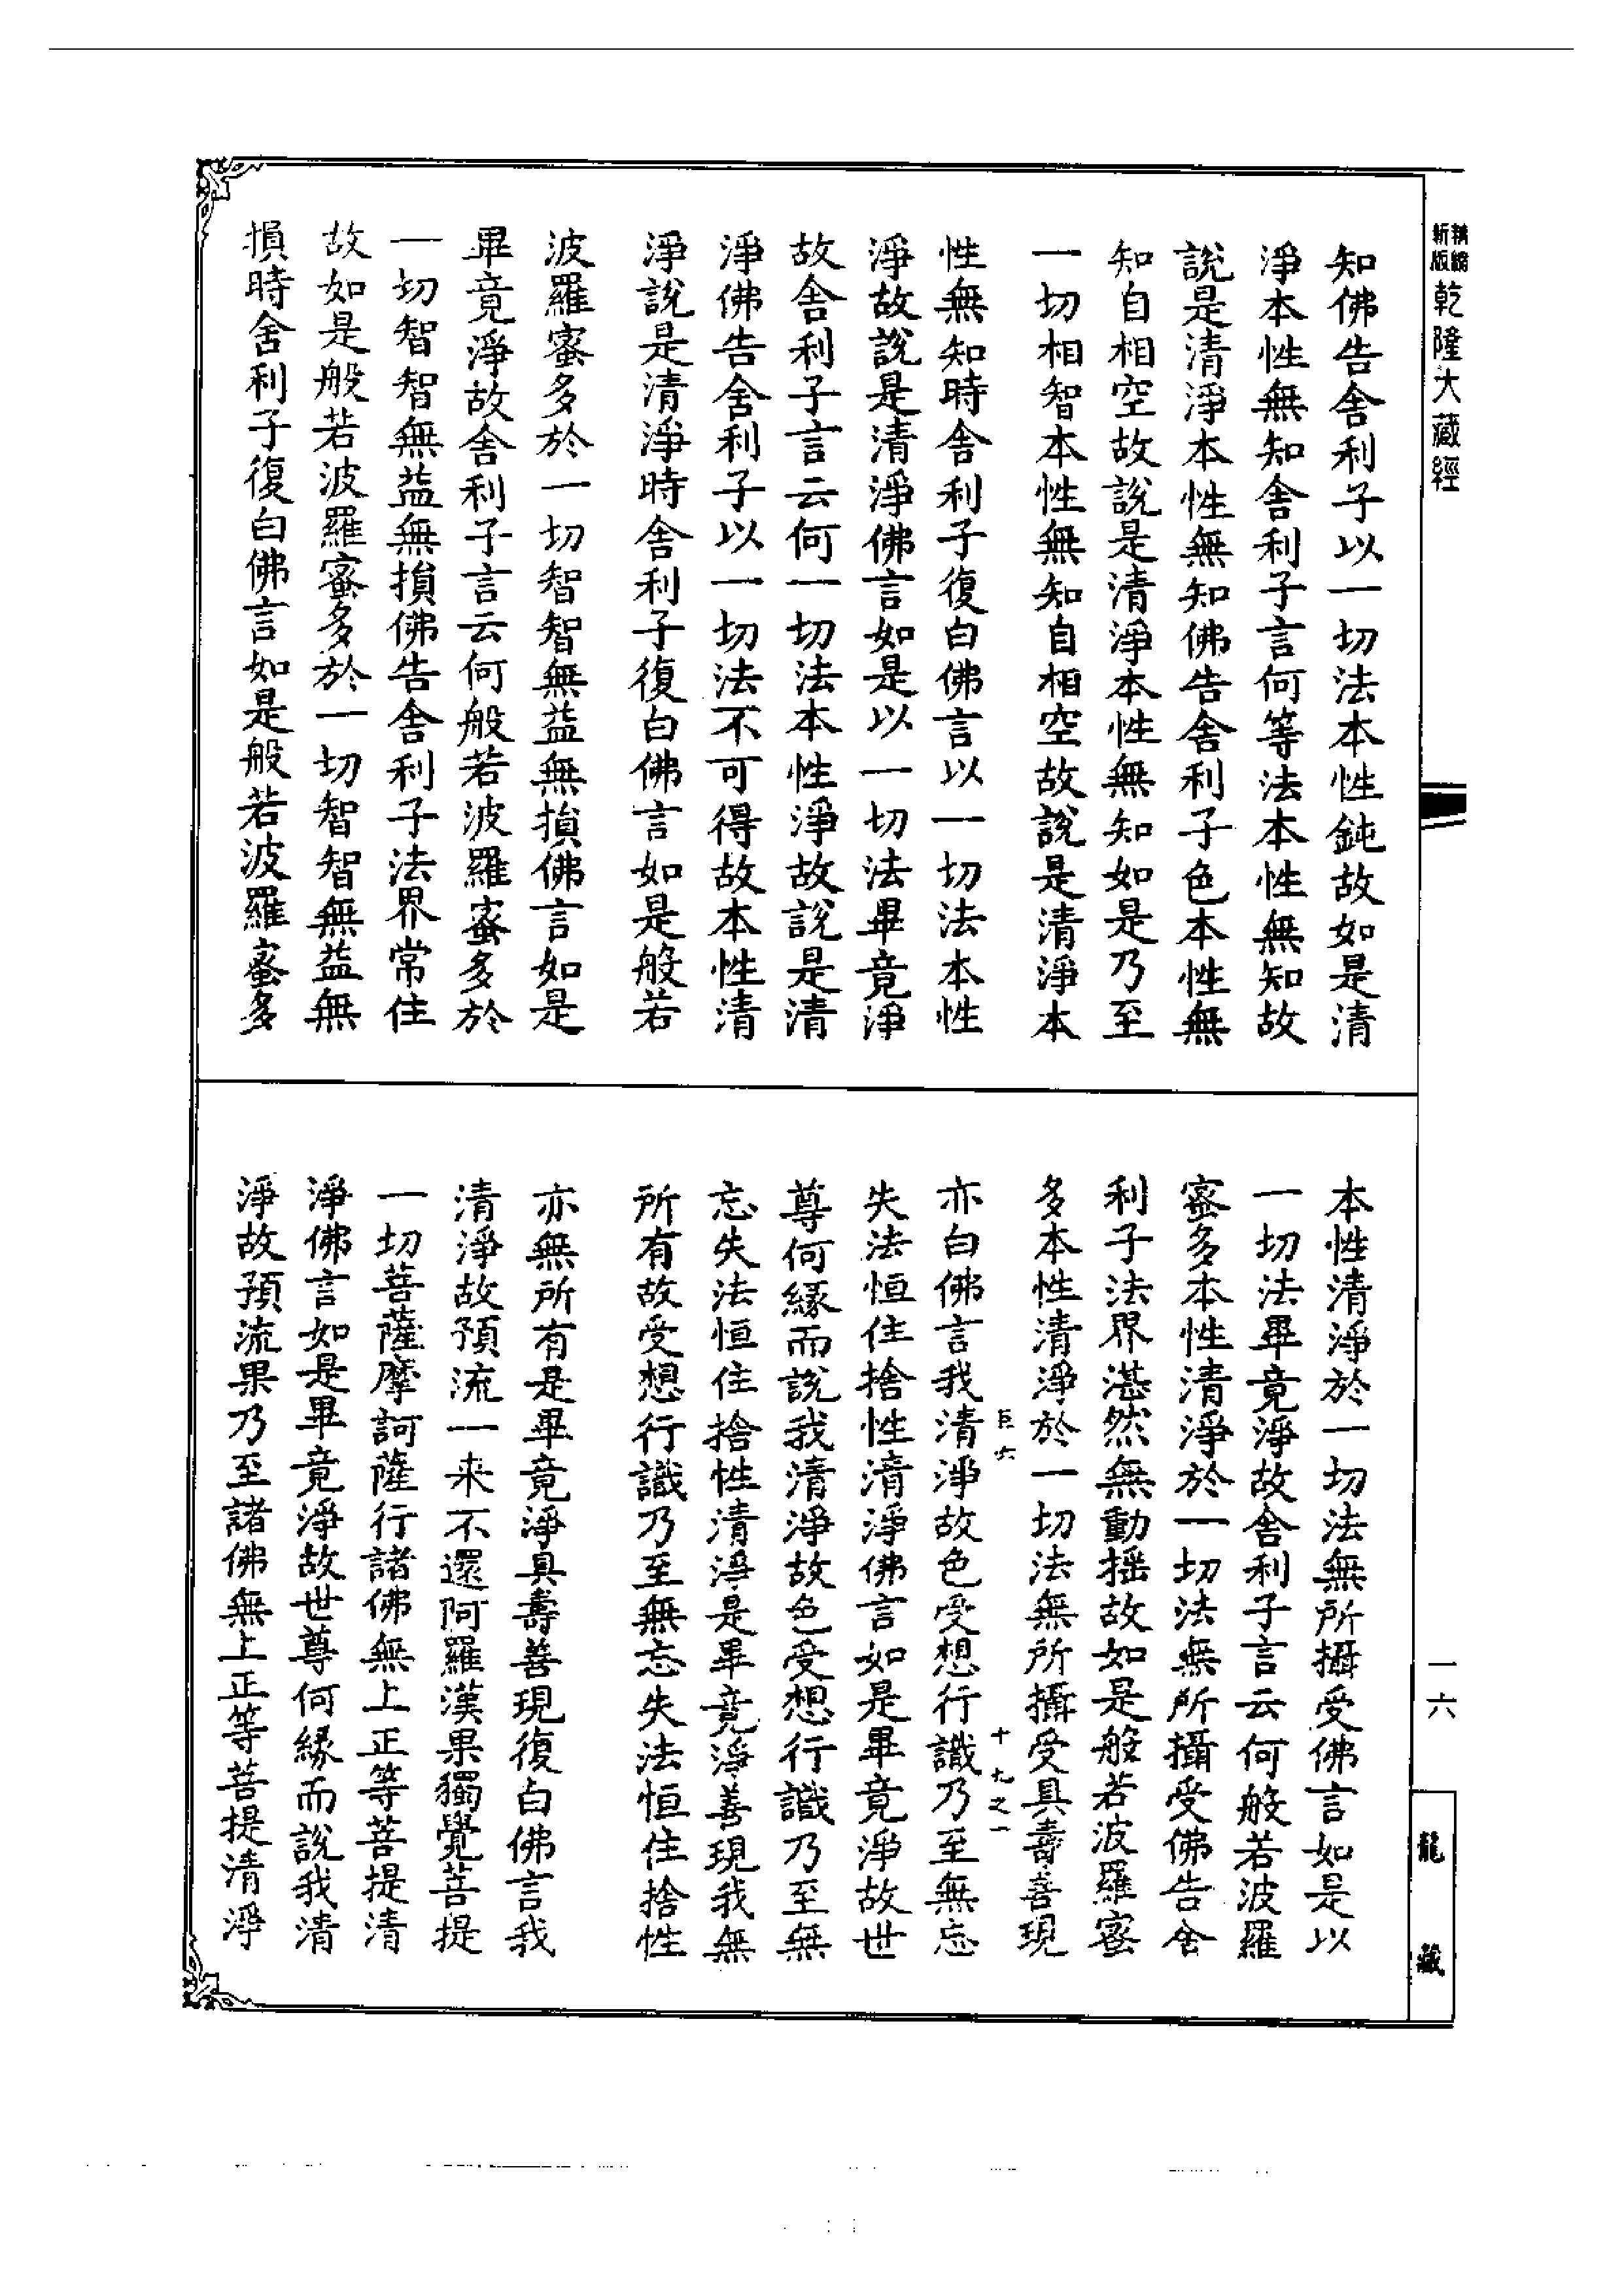 新版
乾隆大藏經
知佛告舍利子以一切法本性鈍故如是清
淨本性無知舍利子言何等法本性無知故
說是清淨本性無知佛告舍利子色本性無
知自相空故說是清淨本性無知如是乃至
一切相智本性無知自相空故說是清淨本
性無知時舍利子復白佛言以一切法本性
淨故說是清淨佛言如是以一切法畢竟淨
故舍利子言云何一切法本性淨故說是清
淨佛告舍利子以一切法不可得故本性清
淨說是清淨時舍利子復白佛言如是般若
波羅蜜多於一切智智無益無損佛言如是
畢竟淨故舍利子言云何般若波羅蜜多於
一切智智無益無損佛告舍利子法界常住
故如是般若波羅蜜多於一切智智無益無
損時舍利子復白佛言如是般若波羅蜜多
本性清淨於一切法無所攝受佛言如是以
一切法畢竟淨故舍利子言云何般若波羅
蜜多本性清淨於一切法無所攝受佛告舍
利子法界湛然無動搖故如是般若波羅蜜
多本性清淨於一切法無所攝受具壽善現
巨六
十九之一
亦白佛言我清淨故色受想行識乃至無忘
失法恒住捨性清淨佛言如是畢竟淨故世
尊何緣而說我清淨故色受想行識乃至無
忘失法恒住捨性清淨是畢竟淨善現我無
所有故受想行識乃至無忘失法恒住捨性
亦無所有是畢竟淨具壽善現復白佛言我
清淨故預流一来不還阿羅漢果獨覺菩提
一切菩薩摩訶薩行諸佛無上正等菩提清
淨佛言如是畢竟淨故世尊何緣而說我清
淨故預流果乃至諸佛無上正等菩提清淨
一六
龍藏